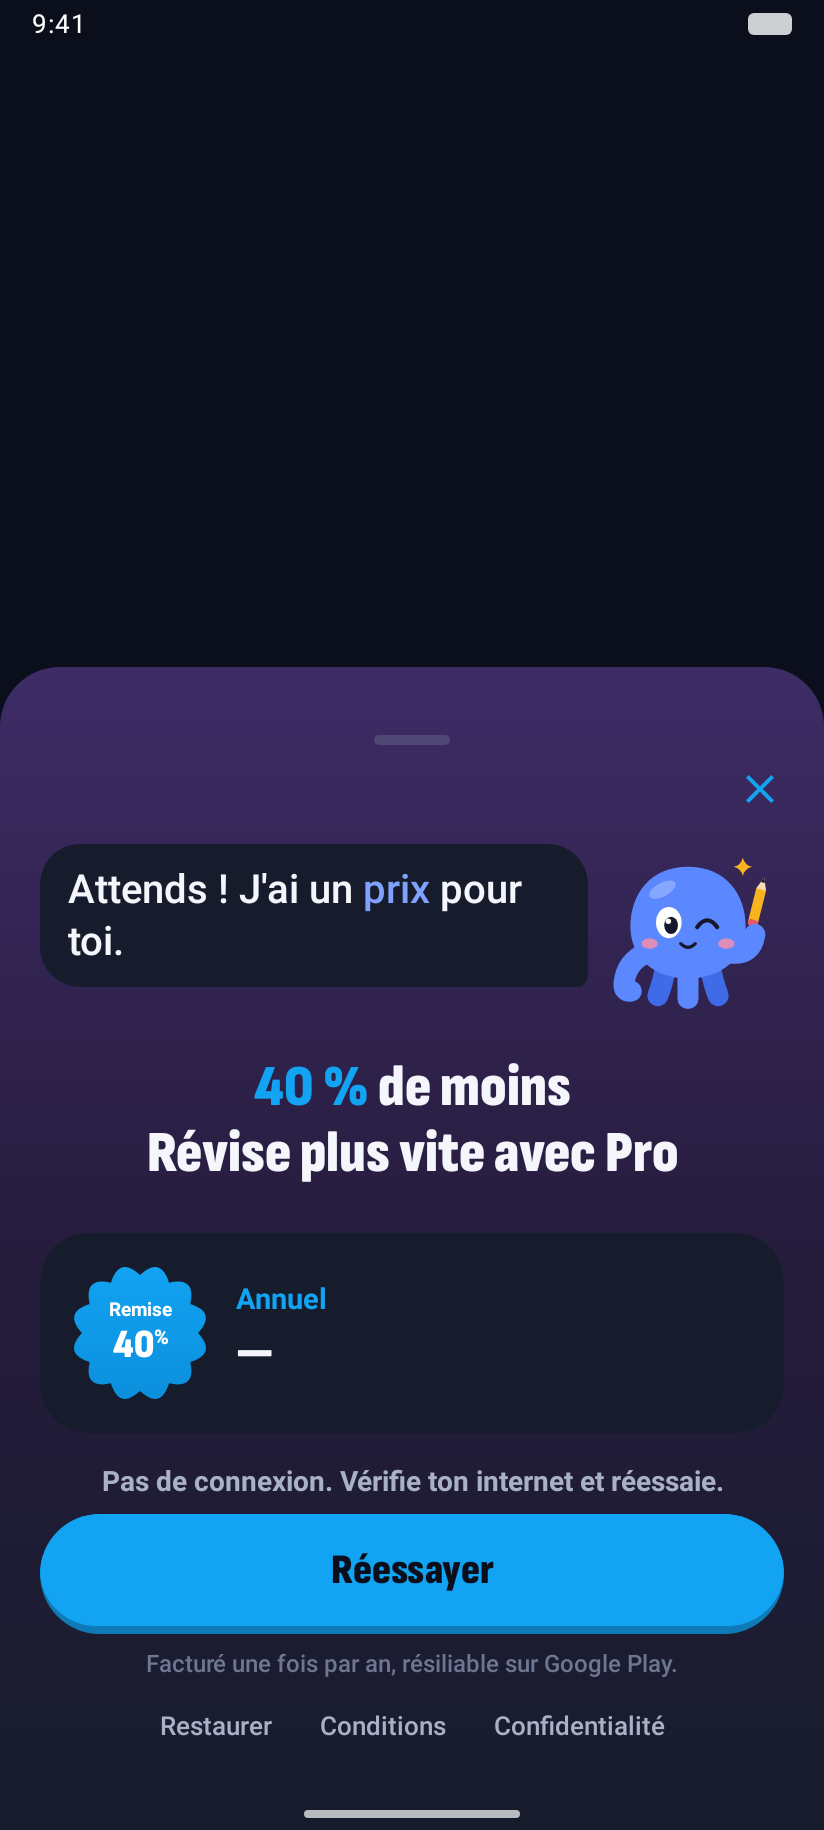 9:41
Attends ! J'ai un prix pour
toi.
40 % de moins
Révise plus vite avec Pro
Remise
40%
Annuel
—
Pas de connexion. Vérifie ton internet et réessaie.
Réessayer
Facturé une fois par an, résiliable sur Google Play.
Restaurer Conditions Confidentialité